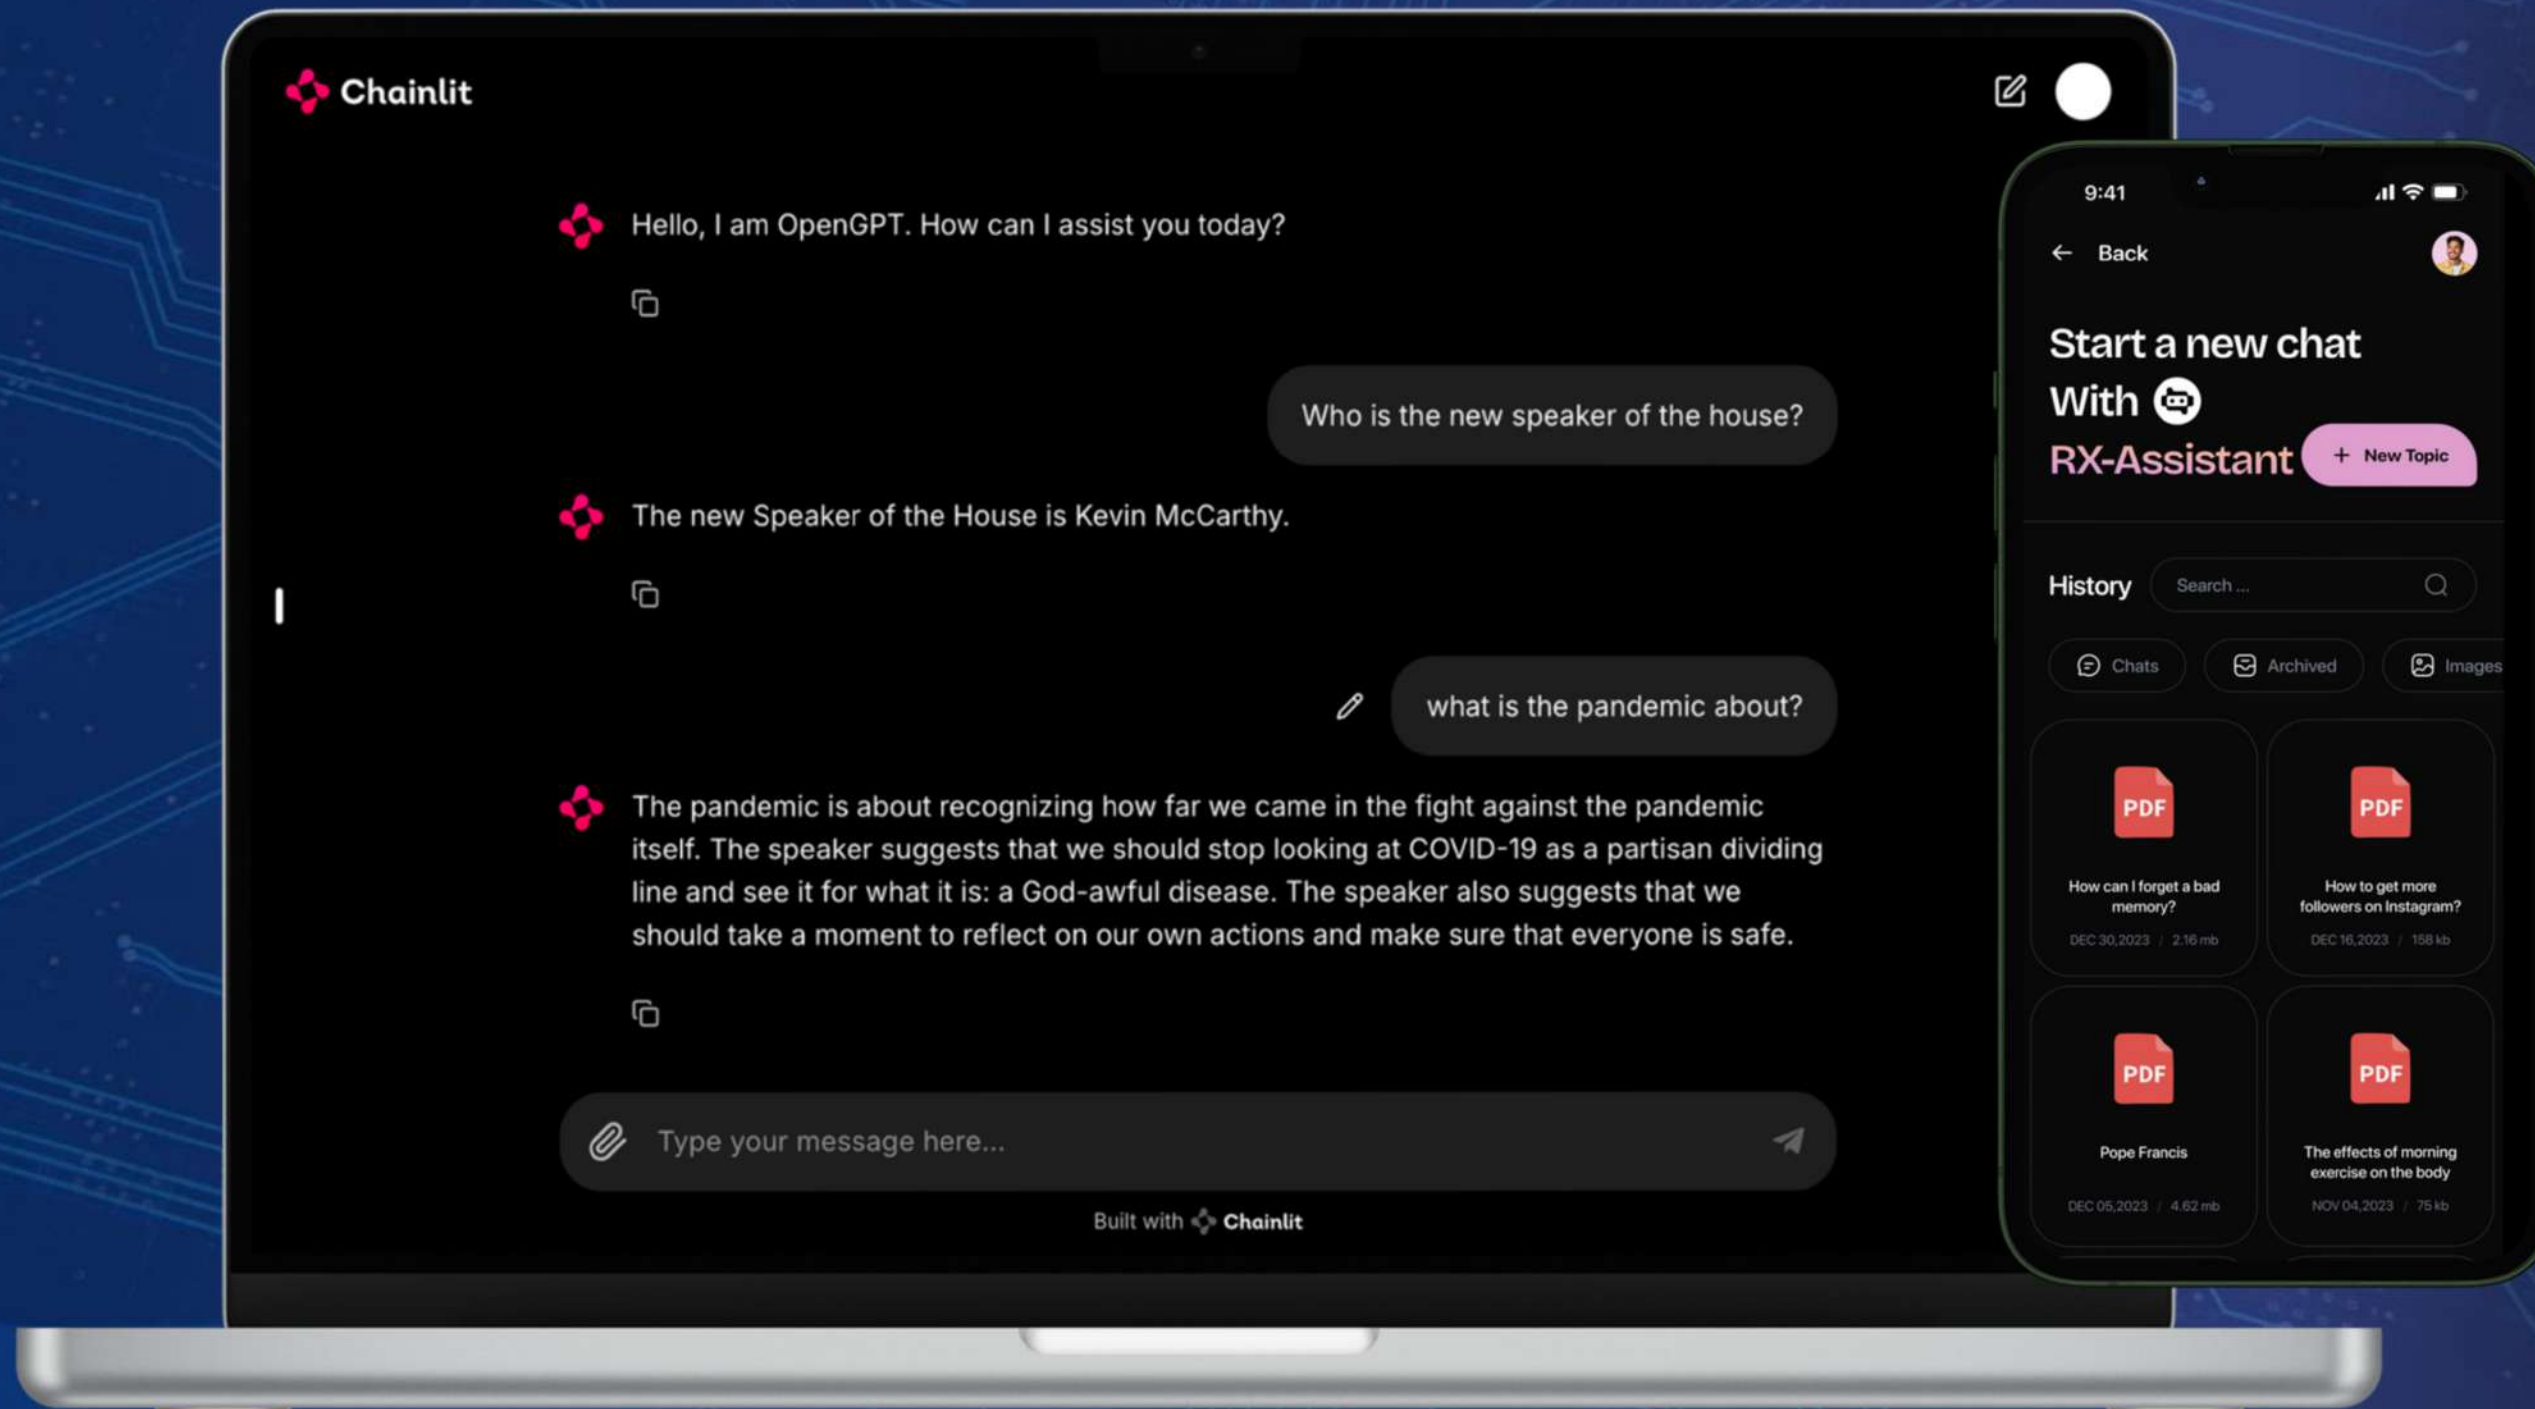 Chainlit
Hello, I am OpenGPT. How can I assist you today?
Who is the new speaker of the house?
The new Speaker of the House is Kevin McCarthy.
what is the pandemic about?
The pandemic is about recognizing how far we came in the fight against the pandemic
itself. The speaker suggests that we should stop looking at COVID-19 as a partisan dividing
line and see it for what it is: a God-awful disease. The speaker also suggests that we
should take a moment to reflect on our own actions and make sure that everyone is safe.
Type your message here...
Built with Chainlit
9:41
Back
Start a new chat
With
RX-Assistant
+ New Topic
History
Search ...
Chats
Archived
Images
PDF
How can I forget a bad
memory?
DEC 30,2023 / 2.16 mb
PDF
How to get more
followers on Instagram?
DEC 16,2023 / 158 kb
PDF
Pope Francis
DEC 05,2023 / 4.62 mb
PDF
The effects of morning
exercise on the body
NOV 04,2023 / 75 kb